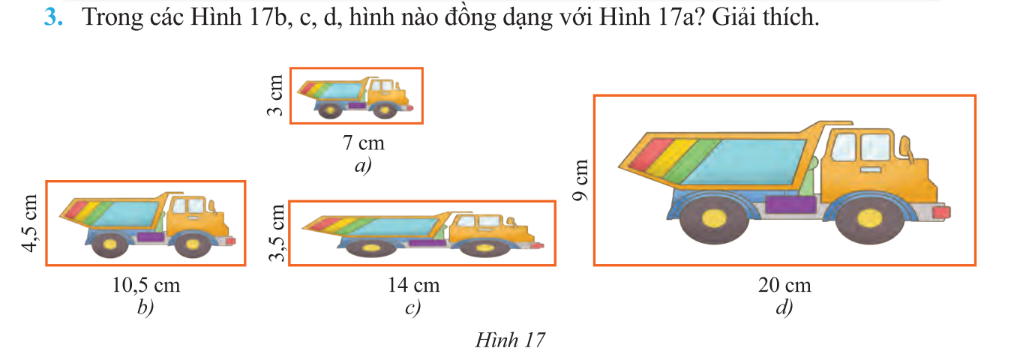 3. Trong các Hình 17b, c, d, hình nào đồng dạng với Hình 17a? Giải thích.
3 cm
7 cm
a)
4,5 cm
10,5 cm
b)
3,5 cm
14 cm
c)
9 cm
20 cm
d)
Hình 17